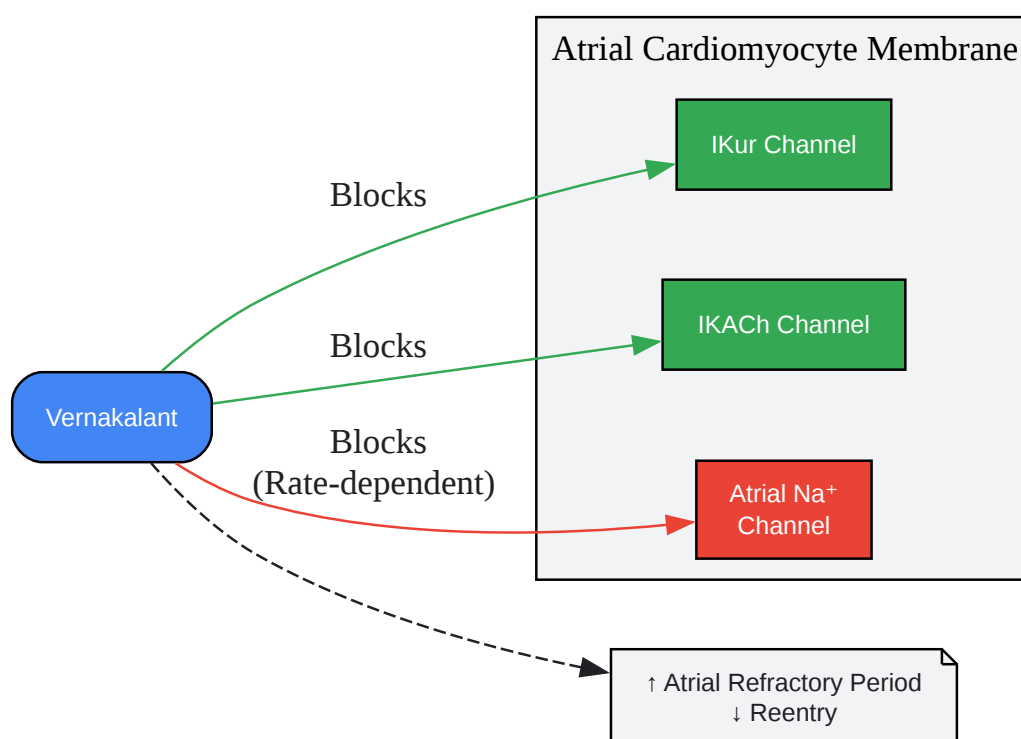 Atrial Cardiomyocyte Membrane
IKur Channel
Blocks
IKACh Channel
Blocks
Vernakalant
Blocks
(Rate-dependent)
Atrial Na⁺
Channel
↑ Atrial Refractory Period
↓ Reentry